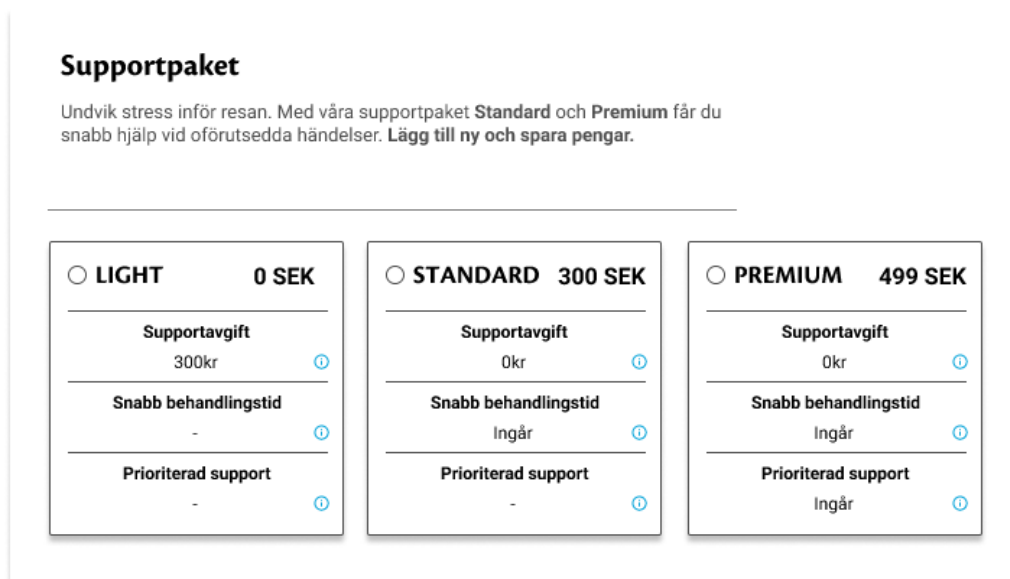 Supportpaket
Undvik stress inför resan. Med våra supportpaket Standard och Premium får du
snabb hjälp vid oförutsedda händelser. Lägg till ny och spara pengar.
LIGHT 0 SEK
Supportavgift
300kr
Snabb behandlingstid
-
Prioriterad support
-
STANDARD 300 SEK
Supportavgift
0kr
Snabb behandlingstid
Ingår
Prioriterad support
-
PREMIUM 499 SEK
Supportavgift
0kr
Snabb behandlingstid
Ingår
Prioriterad support
Ingår